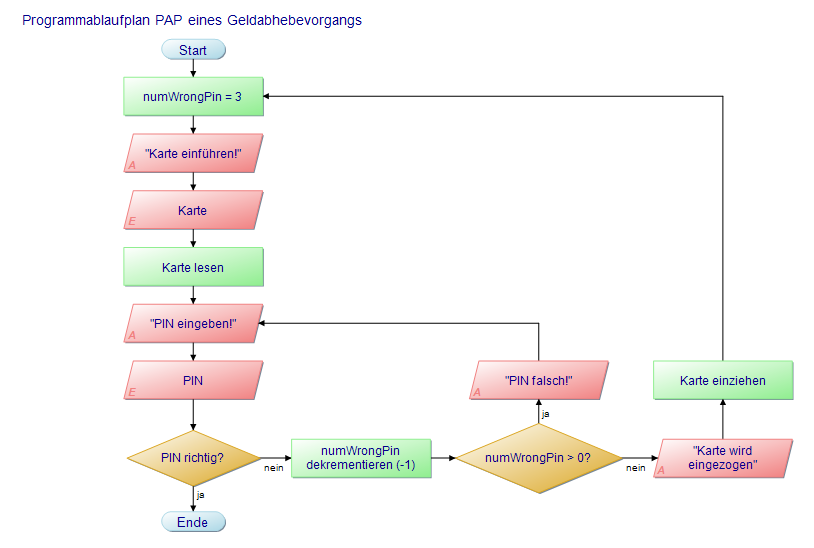 Programmablaufplan PAP eines Geldabhebevorgangs
Start
numWrongPin = 3
"Karte einführen!"
A
Karte
E
Karte lesen
"PIN eingeben!"
A
PIN
E
"PIN falsch!"
A
Karte einziehen
ja
PIN richtig?
nein
numWrongPin
dekrementieren (-1)
numWrongPin > 0?
nein
"Karte wird
eingezogen"
A
ja
Ende